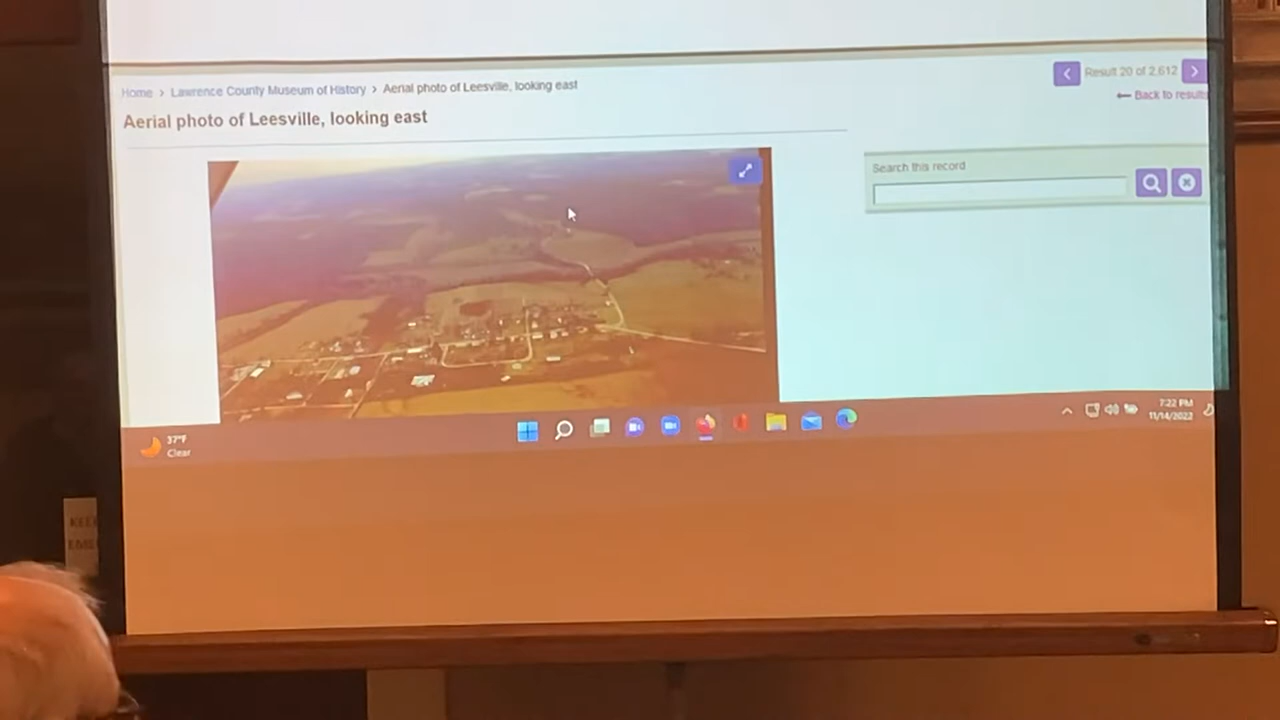 Home > Lawrence County Museum of History > Aerial photo of Leesville, looking east
Result 20 of 2,612
Back to results
Aerial photo of Leesville, looking east
Search this record
37°F
Clear
7:22 PM
11/14/2022